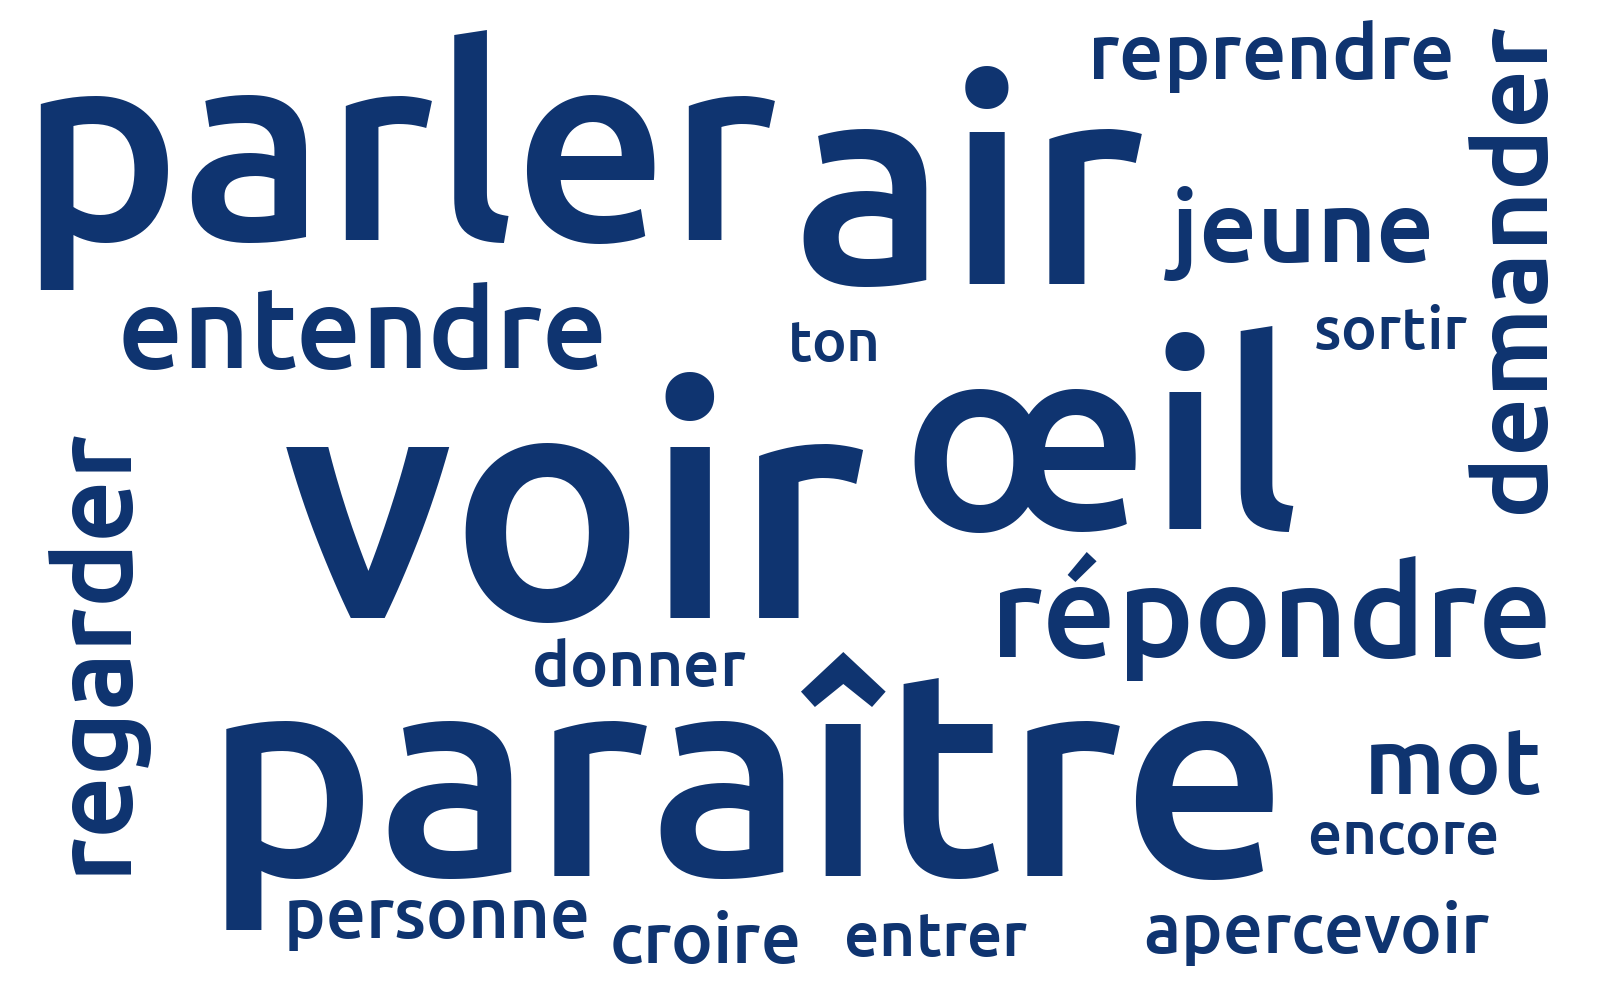 reprendre
parler
air
demander
jeune
entendre
ton
sortir
voir
œil
regarder
répondre
donner
paraître
mot
encore
personne
croire
entrer
apercevoir